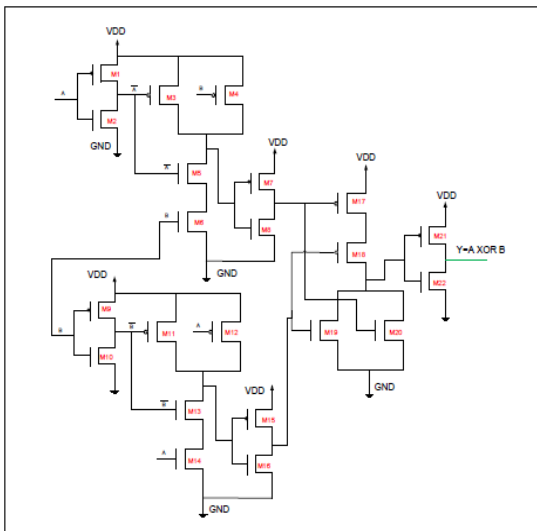 VDD
M1
A
A
M3
B
M4
M2
GND
VDD
A
M5
M7
VDD
M17
VDD
B
M6
M8
M21
Y=A XOR B
M18
GND
M22
VDD
M9
B
M11
A
M12
M19
M20
B
M10
GND
VDD
B
M13
M15
A
M14
M16
GND